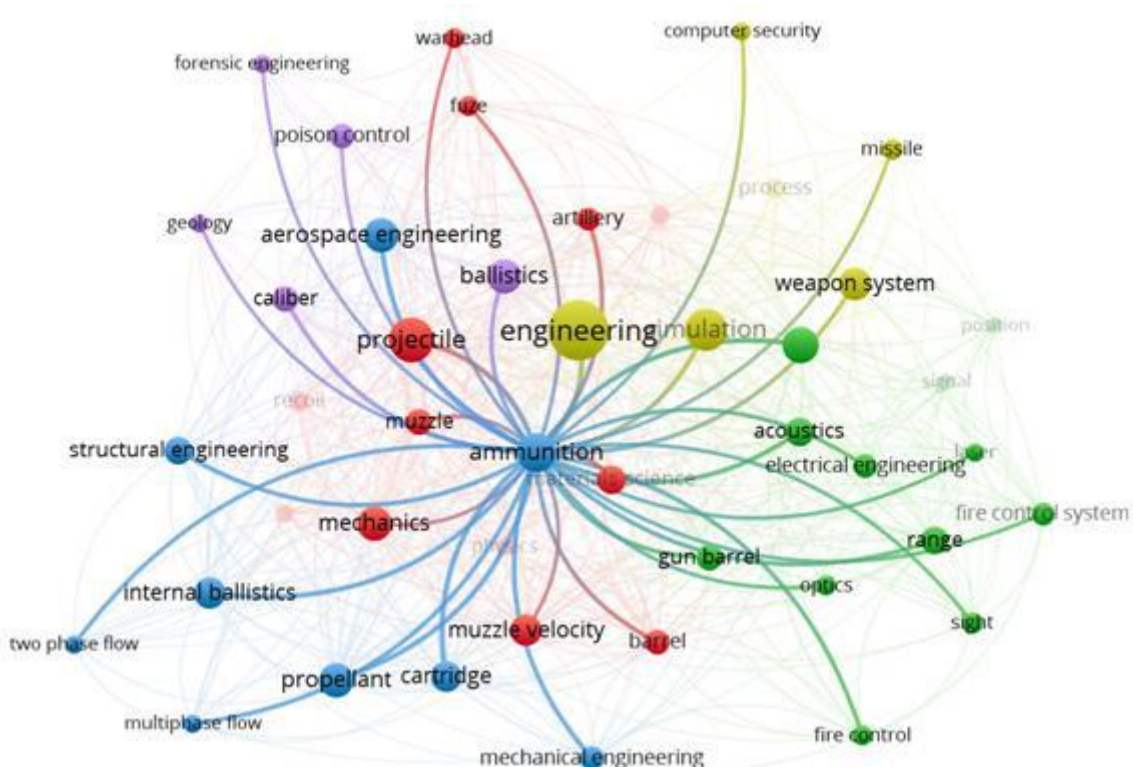 computer security
warhead
forensic engineering
fuze
poison control
missile
process
geology
artillery
aerospace engineering
ballistics
weapon system
caliber
engineering
simulation
projectile
position
signal
recoil
muzzle
acoustics
structural engineering
ammunition
laser
electrical engineering
materials science
fire control system
mechanics
range
physics
gun barrel
optics
internal ballistics
sight
muzzle velocity
barrel
two phase flow
propellant
cartridge
multiphase flow
fire control
mechanical engineering